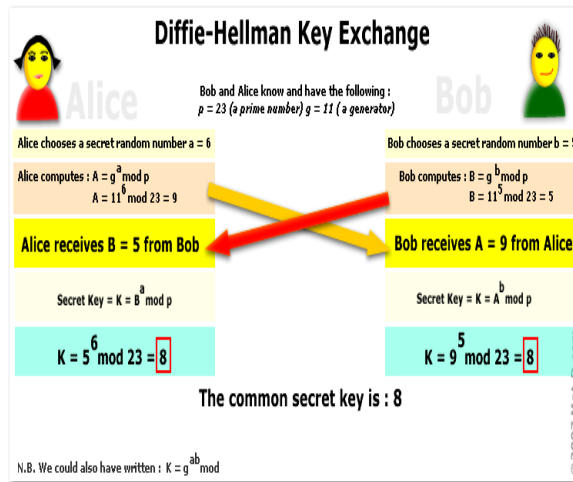 Diffie-Hellman Key Exchange
Alice
Bob
Bob and Alice know and have the following :
p = 23 (a prime number) g = 11 ( a generator)
Alice chooses a secret random number a = 6
Bob chooses a secret random number b =
Alice computes : A = g^a mod p
A = 11^6 mod 23 = 9
Bob computes : B = g^b mod p
B = 11^5 mod 23 = 5
Alice receives B = 5 from Bob
Bob receives A = 9 from Alice
Secret Key = K = B^a mod p
Secret Key = K = A^b mod p
K = 5^6 mod 23 = 8
K = 9^5 mod 23 = 8
The common secret key is : 8
N.B. We could also have written : K = g^ab mod